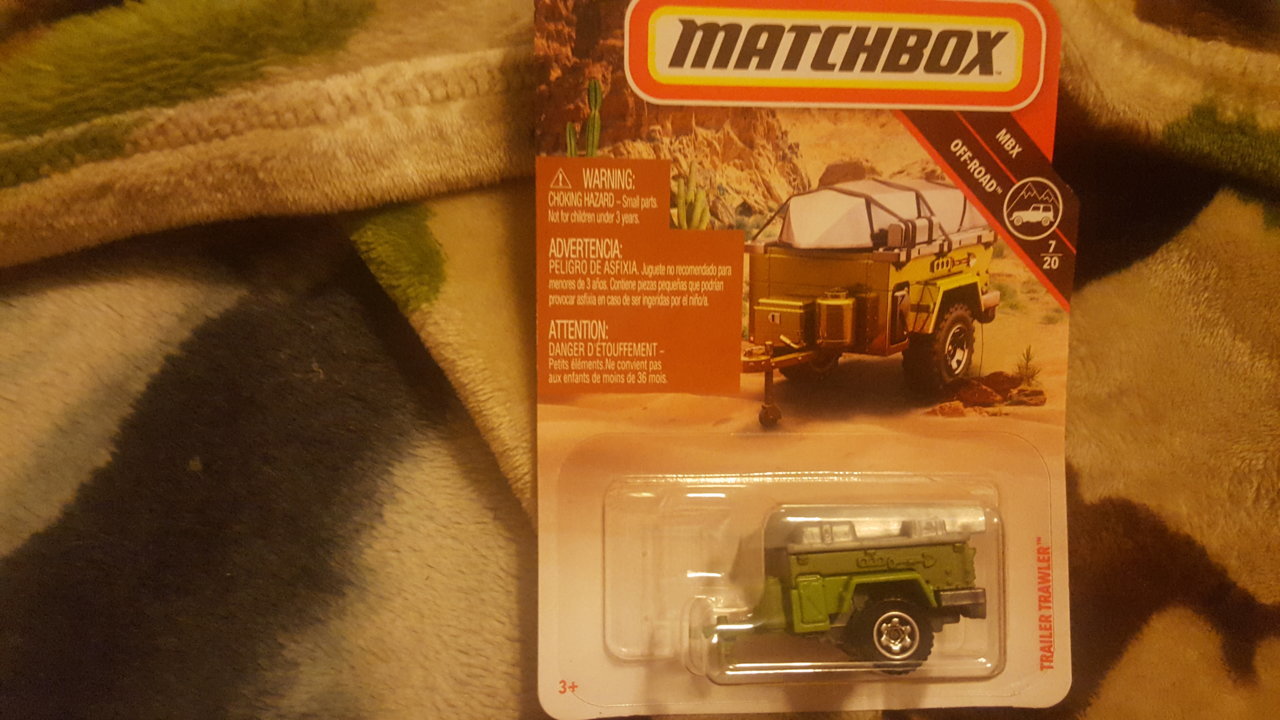 MATCHBOX
MBX
OFF-ROAD™
7
20
WARNING:
CHOKING HAZARD – Small parts.
Not for children under 3 years.
ADVERTENCIA:
PELIGRO DE ASFIXIA. Juguete no recomendado para
menores de 3 años. Contiene piezas pequeñas que podrían
provocar asfixia en caso de ser ingeridas por el niño/a.
ATTENTION:
DANGER D'ÉTOUFFEMENT –
Petits éléments.Ne convient pas
aux enfants de moins de 36 mois.
TRAILER TRAWLER™
3+